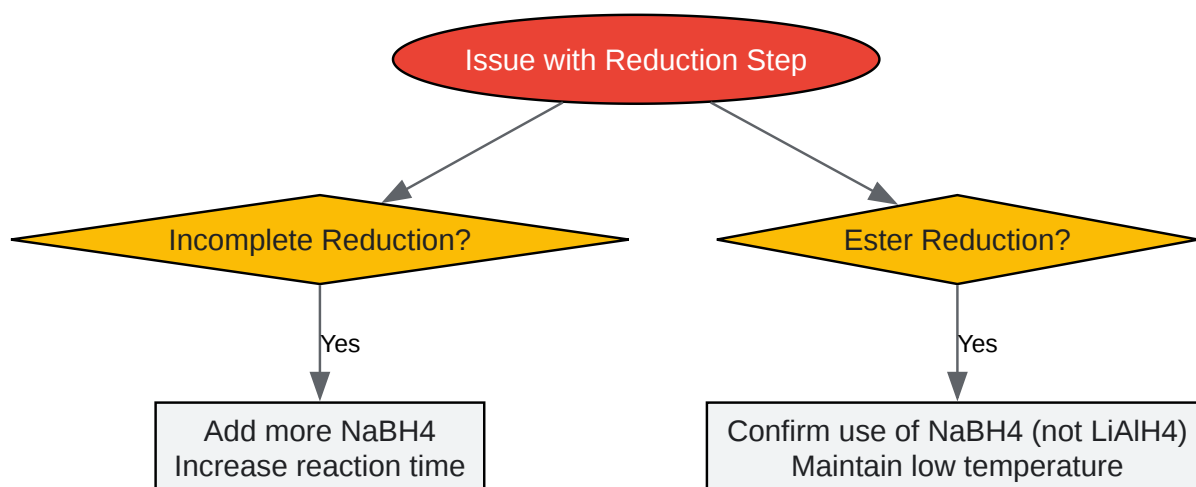 Issue with Reduction Step
Incomplete Reduction?
Ester Reduction?
Yes
Yes
Add more NaBH4
Increase reaction time
Confirm use of NaBH4 (not LiAlH4)
Maintain low temperature